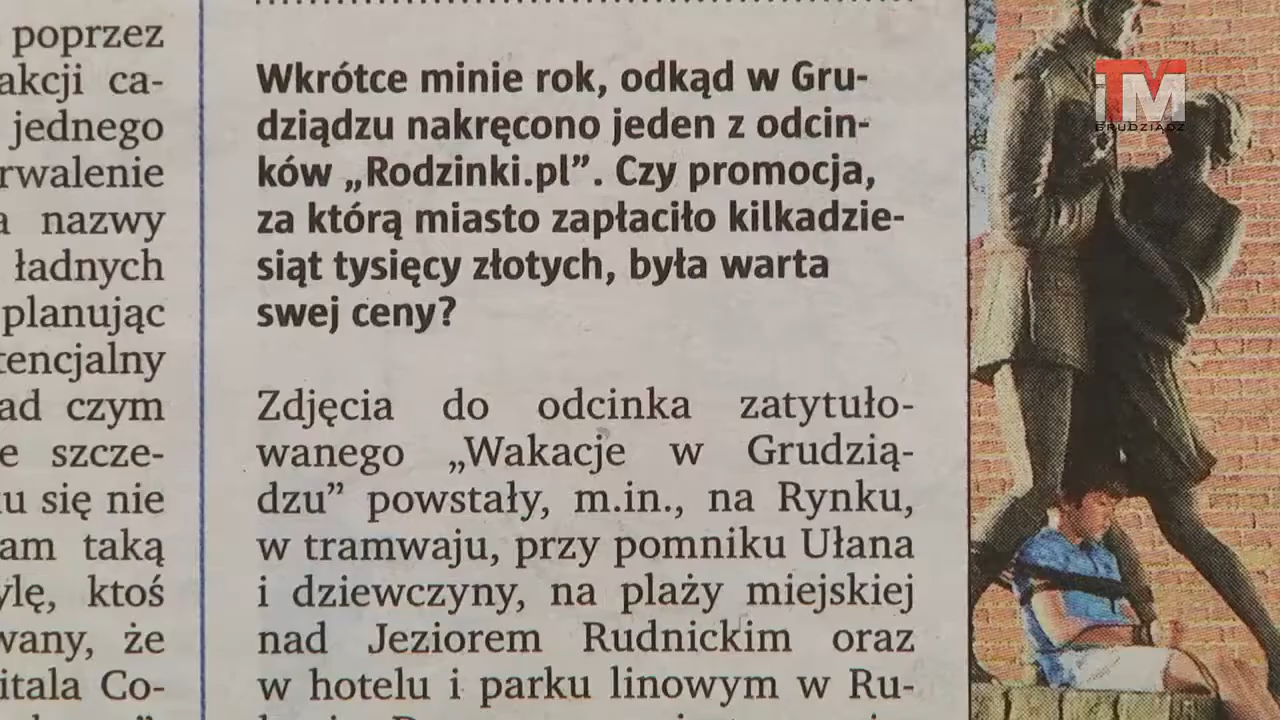 poprzez
akcji ca-
jednego
rwalenie
a nazwy
ładnych
planując
tencjalny
ad czym
e szcze-
u się nie
am taką
ylę, ktoś
wany, że
itala Co-
Wkrótce minie rok, odkąd w Gru-
dziądzu nakręcono jeden z odcin-
ków „Rodzinki.pl”. Czy promocja,
za którą miasto zapłaciło kilkadzie-
siąt tysięcy złotych, była warta
swej ceny?
Zdjęcia do odcinka zatytuło-
wanego „Wakacje w Grudzią-
dzu” powstały, m.in., na Rynku,
w tramwaju, przy pomniku Ułana
i dziewczyny, na plaży miejskiej
nad Jeziorem Rudnickim oraz
w hotelu i parku linowym w Ru-
iTM
GRUDZIĄDZ